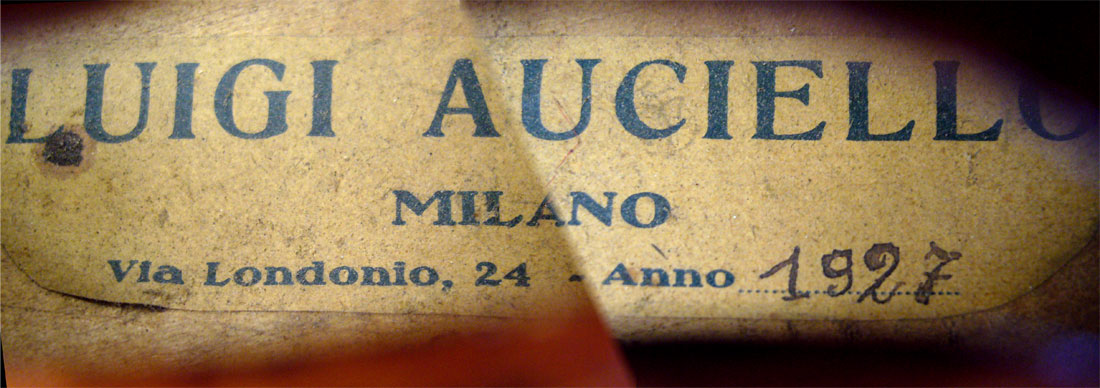 LUIGI AUCIELLO
MILANO
Via Londonio, 24 - Anno 1927